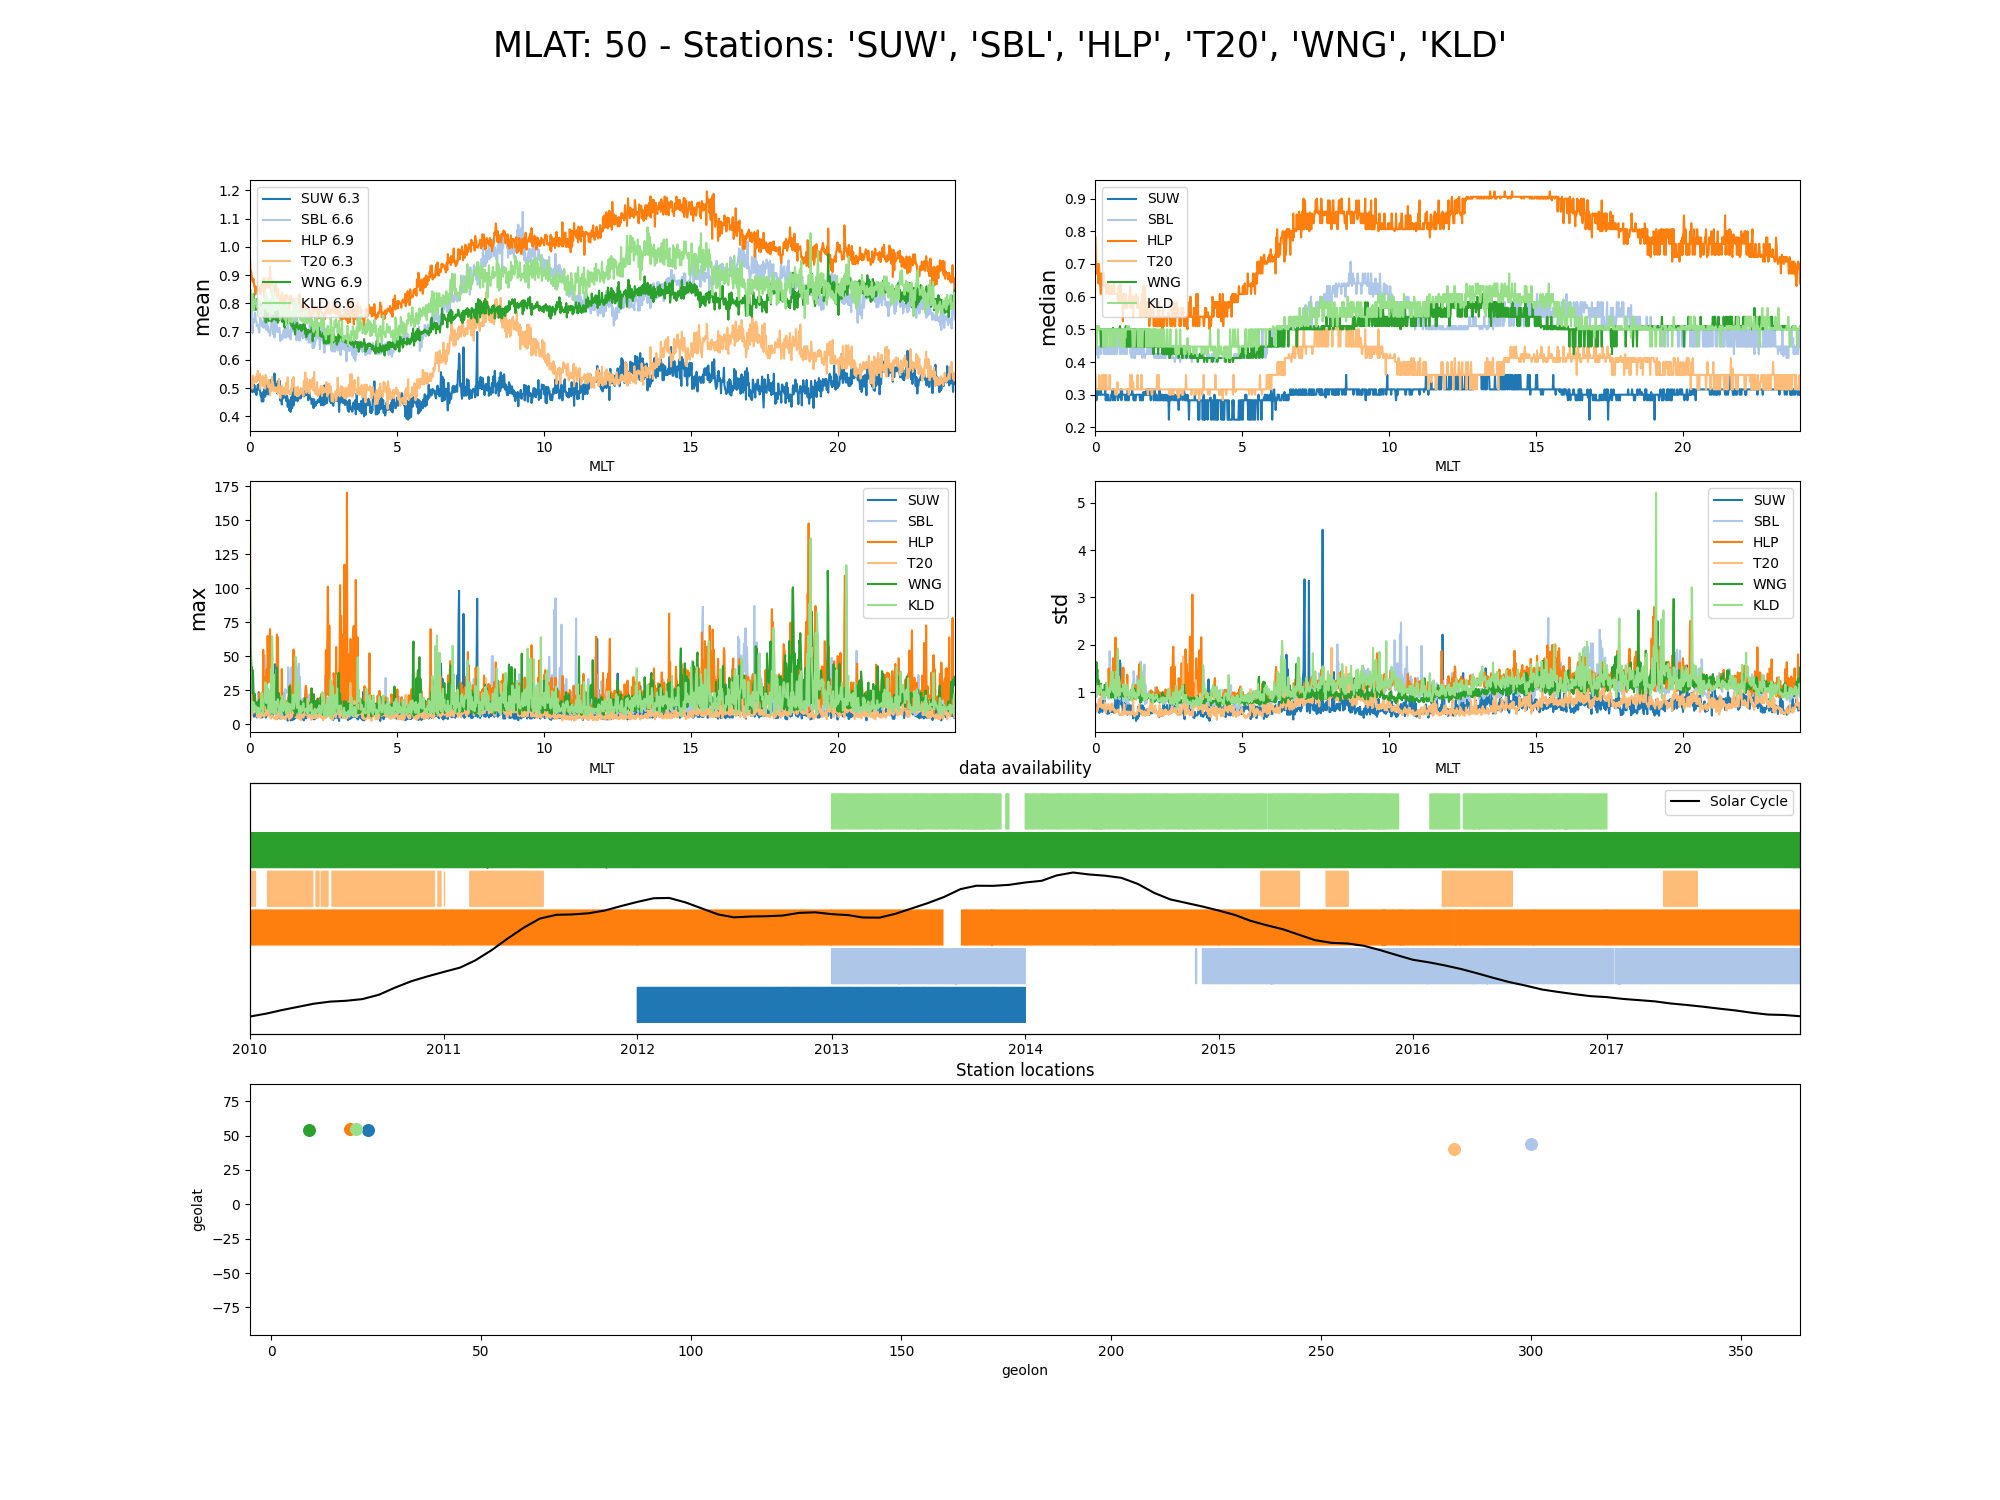 MLAT: 50 - Stations: 'SUW', 'SBL', 'HLP', 'T20', 'WNG', 'KLD'
mean
1.2
1.1
1.0
0.9
0.8
0.7
0.6
0.5
0.4
SUW 6.3
SBL 6.6
HLP 6.9
T20 6.3
WNG 6.9
KLD 6.6
0 5 10 15 20
MLT
median
0.9
0.8
0.7
0.6
0.5
0.4
0.3
0.2
SUW
SBL
HLP
T20
WNG
KLD
0 5 10 15 20
MLT
max
175
150
125
100
75
50
25
0
SUW
SBL
HLP
T20
WNG
KLD
0 5 10 15 20
MLT
std
5
4
3
2
1
SUW
SBL
HLP
T20
WNG
KLD
0 5 10 15 20
MLT
data availability
Solar Cycle
2010 2011 2012 2013 2014 2015 2016 2017
Station locations
geolat
75
50
25
0
−25
−50
−75
0 50 100 150 200 250 300 350
geolon